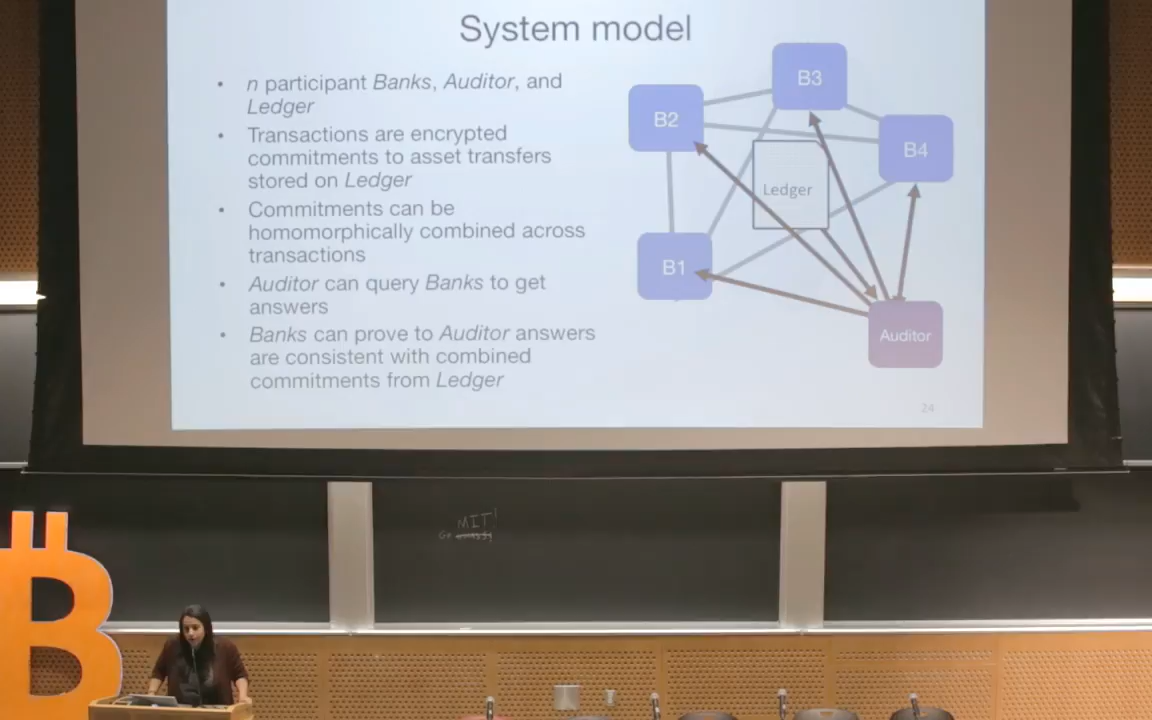 System model
• n participant Banks, Auditor, and
Ledger
• Transactions are encrypted
commitments to asset transfers
stored on Ledger
• Commitments can be
homomorphically combined across
transactions
• Auditor can query Banks to get
answers
• Banks can prove to Auditor answers
are consistent with combined
commitments from Ledger
B3
B2
B4
Ledger
B1
Auditor
24
MIT!
Go